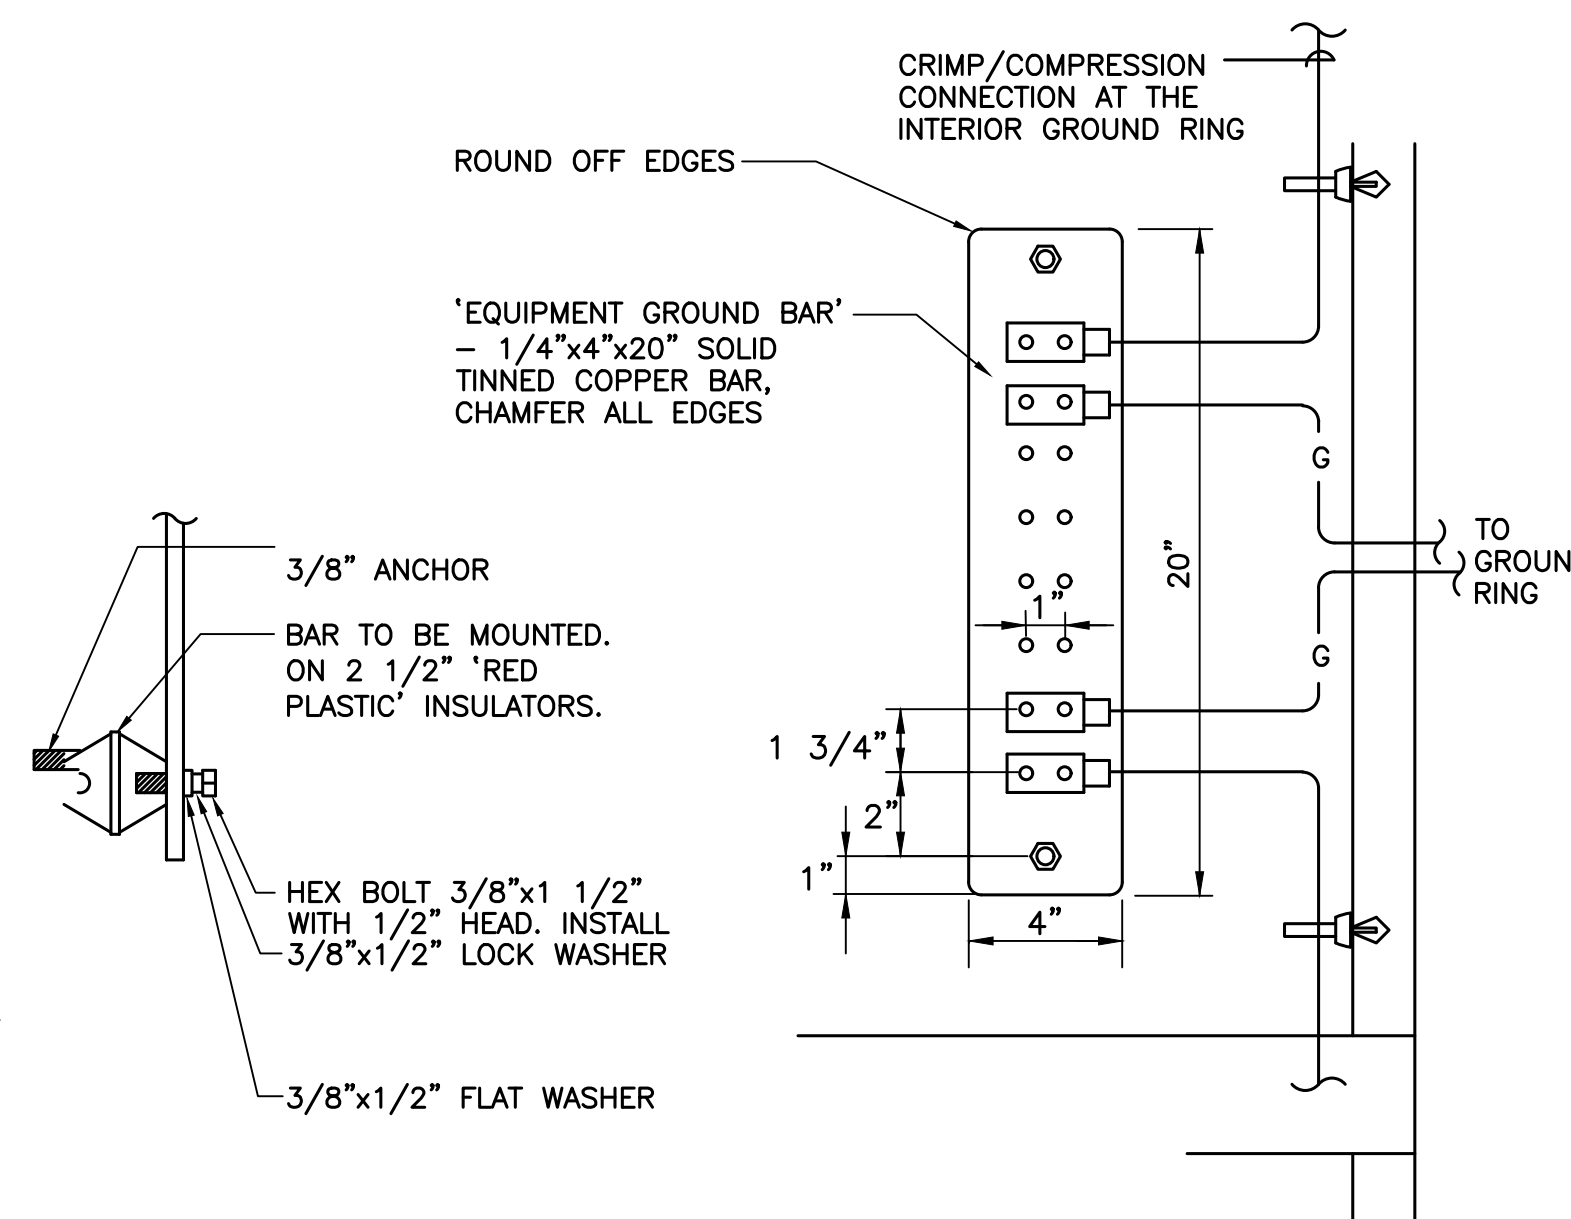 CRIMP/COMPRESSION
CONNECTION AT THE
INTERIOR GROUND RING
ROUND OFF EDGES
‘EQUIPMENT GROUND BAR’
– 1/4”x4”x20” SOLID
TINNED COPPER BAR,
CHAMFER ALL EDGES
G
20”
TO
GROUN
RING
3/8” ANCHOR
BAR TO BE MOUNTED.
ON 2 1/2” ‘RED
PLASTIC’ INSULATORS.
1”
G
1 3/4”
2”
1”
4”
HEX BOLT 3/8”x1 1/2”
WITH 1/2” HEAD. INSTALL
3/8”x1/2” LOCK WASHER
3/8”x1/2” FLAT WASHER